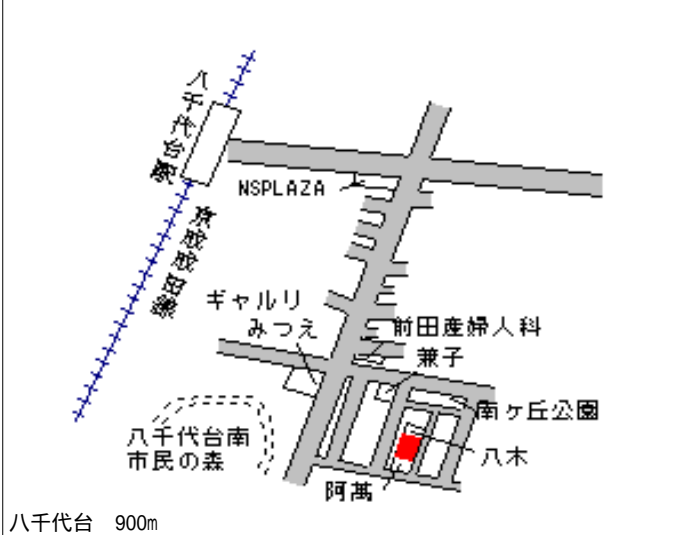 八千代台駅
京成成田線
NSPLAZA
ギャルリ
みつえ
前田産婦人科
兼子
南ヶ丘公園
八千代台南
市民の森
八木
阿萬
八千代台　900m